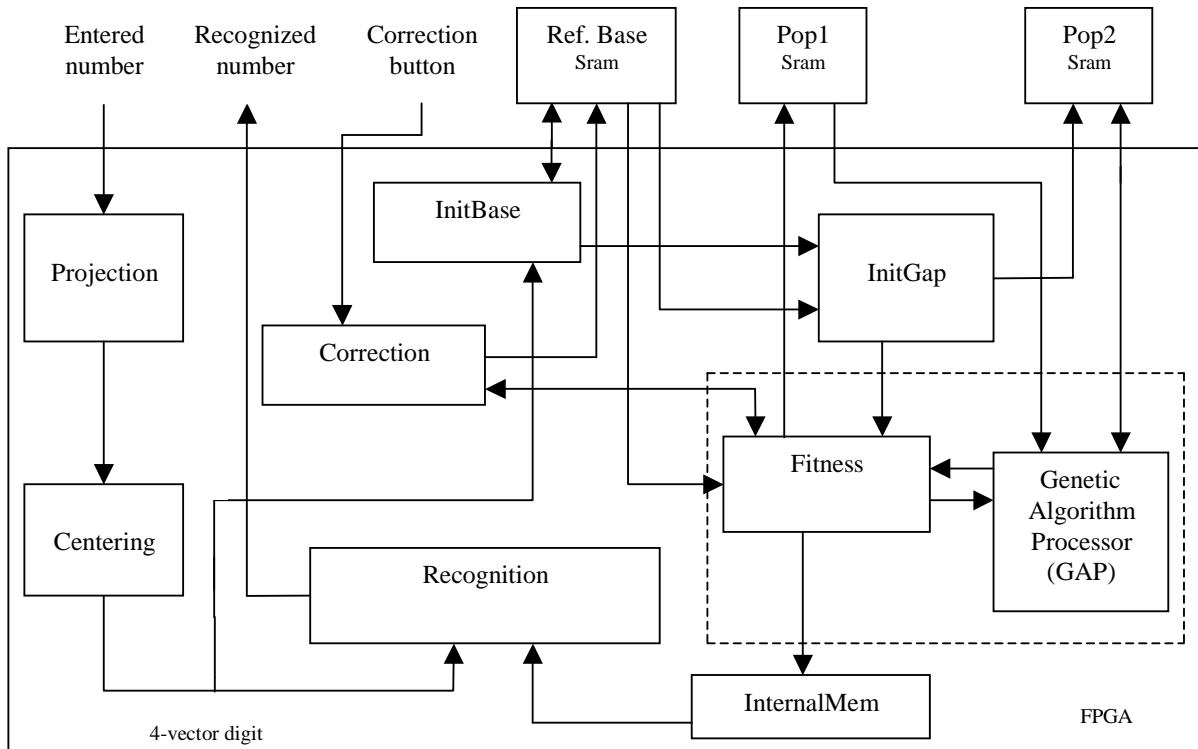 Entered
number
Recognized
number
Correction
button
Ref. Base
Sram
Pop1
Sram
Pop2
Sram
InitBase
Projection
InitGap
Correction
Fitness
Genetic
Algorithm
Processor
(GAP)
Centering
Recognition
InternalMem
4-vector digit
FPGA